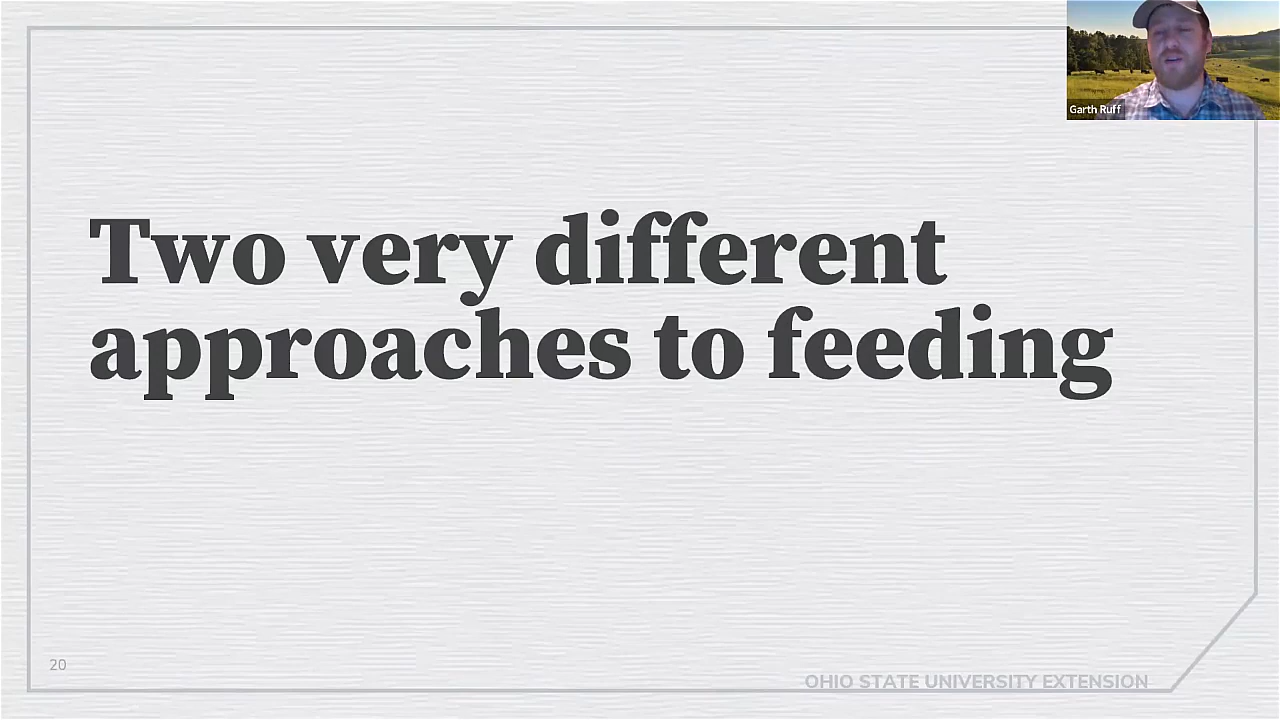 Garth Ruff
Two very different
approaches to feeding
20
OHIO STATE UNIVERSITY EXTENSION